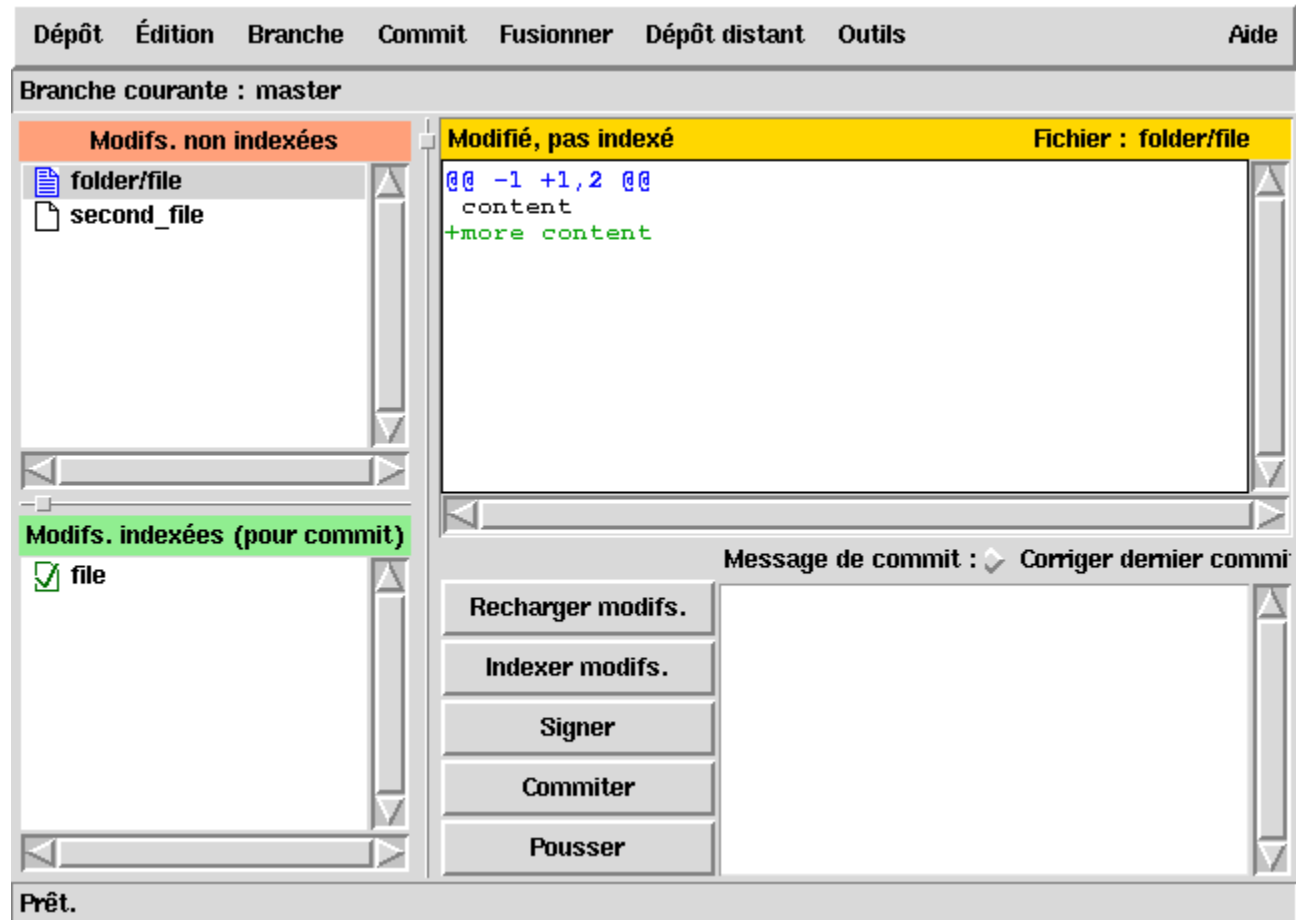 Dépôt Édition Branche Commit Fusionner Dépôt distant Outils Aide
Branche courante : master
Modifs. non indexées
folder/file
second_file
Modifs. indexées (pour commit)
file
Modifié, pas indexé Fichier : folder/file
@@ -1 +1,2 @@
content
+more content
Message de commit : Corriger dernier commi
Recharger modifs.
Indexer modifs.
Signer
Commiter
Pousser
Prêt.